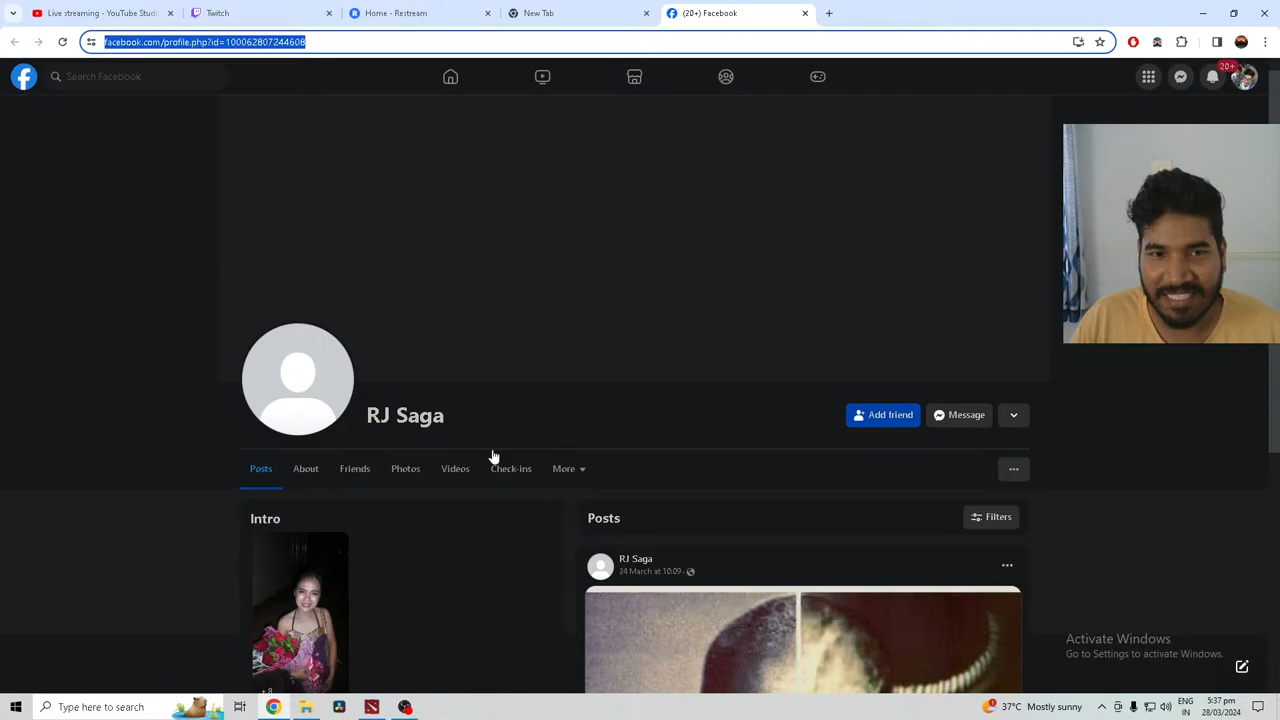 Live streaming - YouTube Studi
Twitch
Home - Restream
New Tab
(20+) Facebook
facebook.com/profile.php?id=100062807244608
Search Facebook
20+
RJ Saga
Add friend
Message
Posts
About
Friends
Photos
Videos
Check-ins
More
Intro
Posts
Filters
RJ Saga
24 March at 10:09
+ 8
Activate Windows
Go to Settings to activate Windows.
Type here to search
37°C Mostly sunny
ENG
IN
5:37 pm
28/03/2024